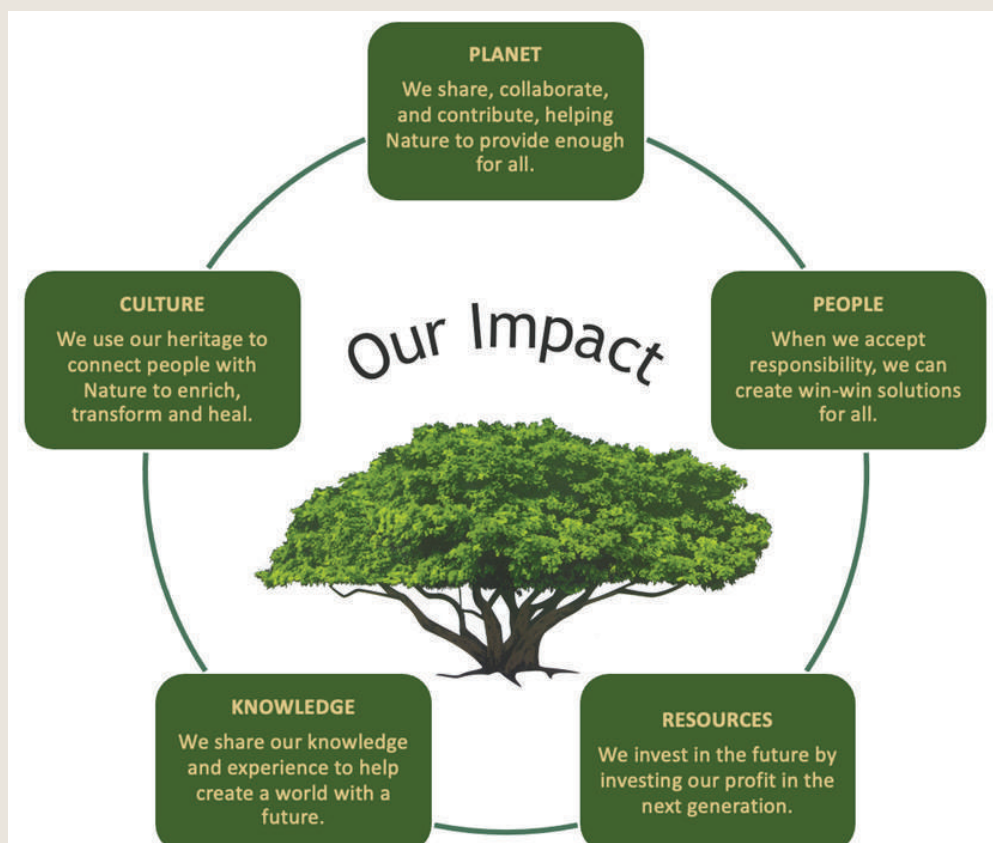 PLANET
We share, collaborate,
and contribute, helping
Nature to provide enough
for all.
CULTURE
We use our heritage to
connect people with
Nature to enrich,
transform and heal.
Our Impact
PEOPLE
When we accept
responsibility, we can
create win-win solutions
for all.
KNOWLEDGE
We share our knowledge
and experience to help
create a world with a
future.
RESOURCES
We invest in the future by
investing our profit in the
next generation.